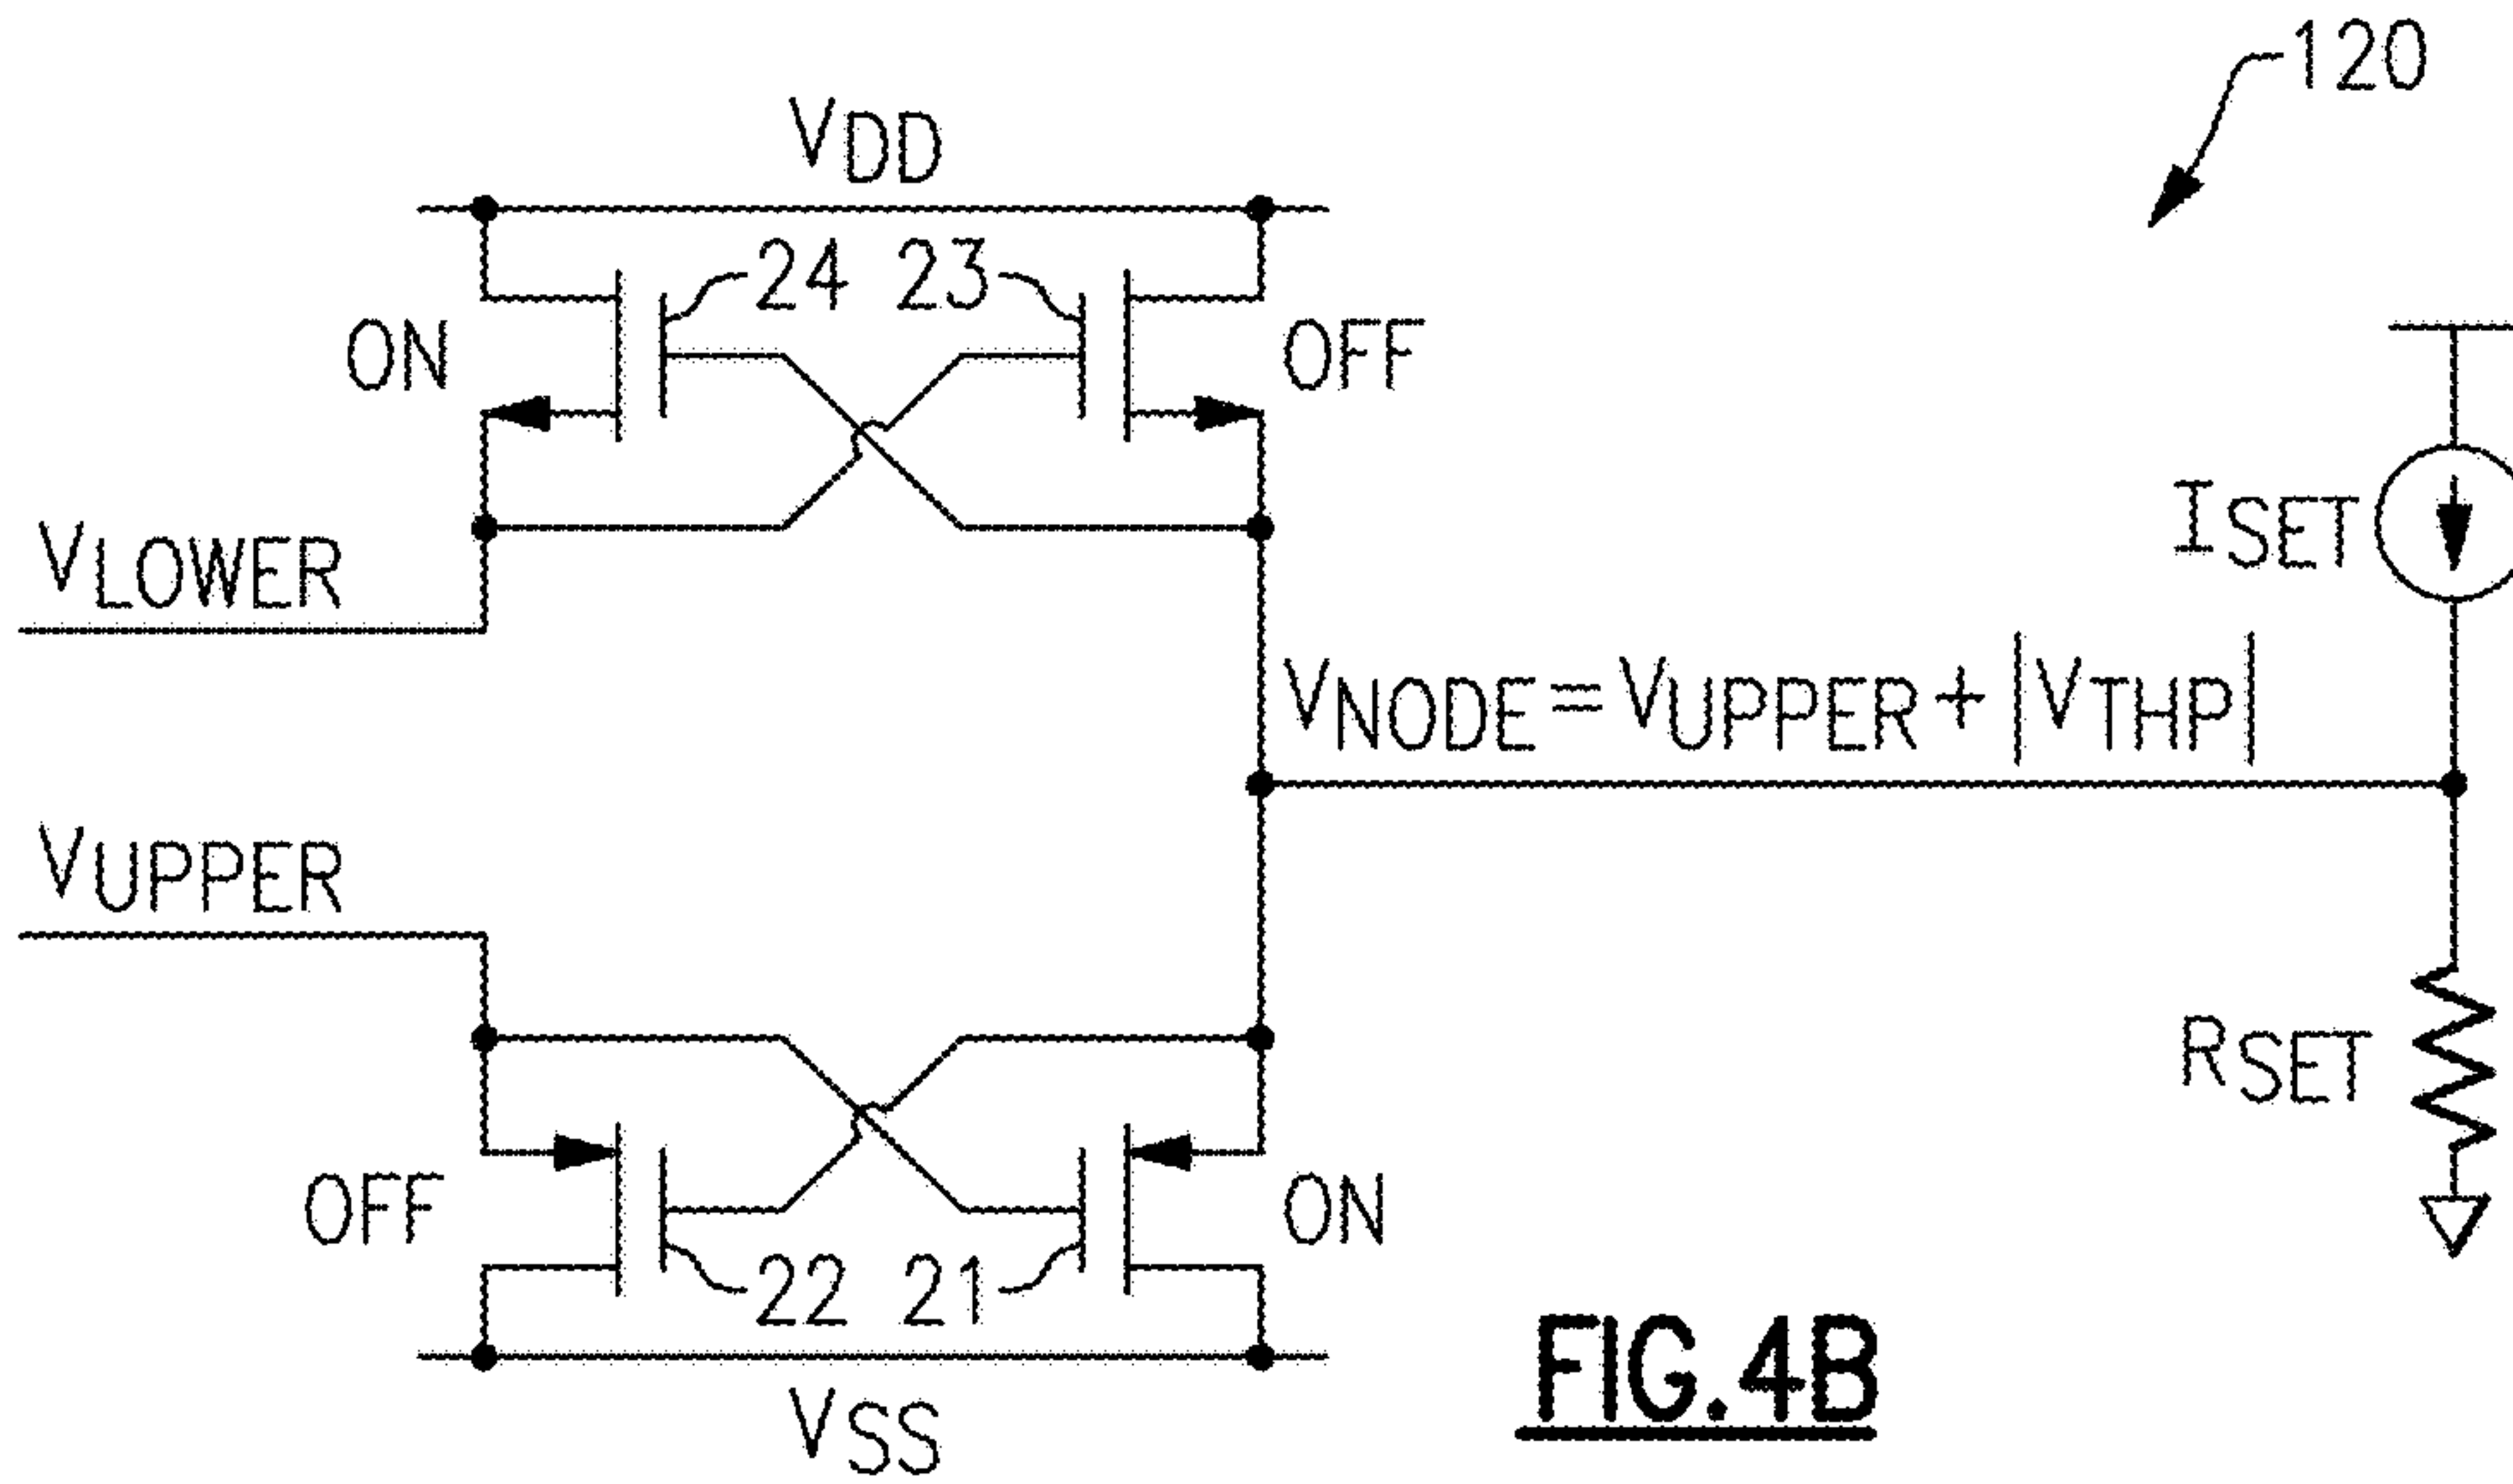 120
VDD
24 23
ON
OFF
VLOWER
ISET
VNODE=VUPPER+|VTHP|
VUPPER
RSET
OFF
ON
22 21
VSS
FIG.4B